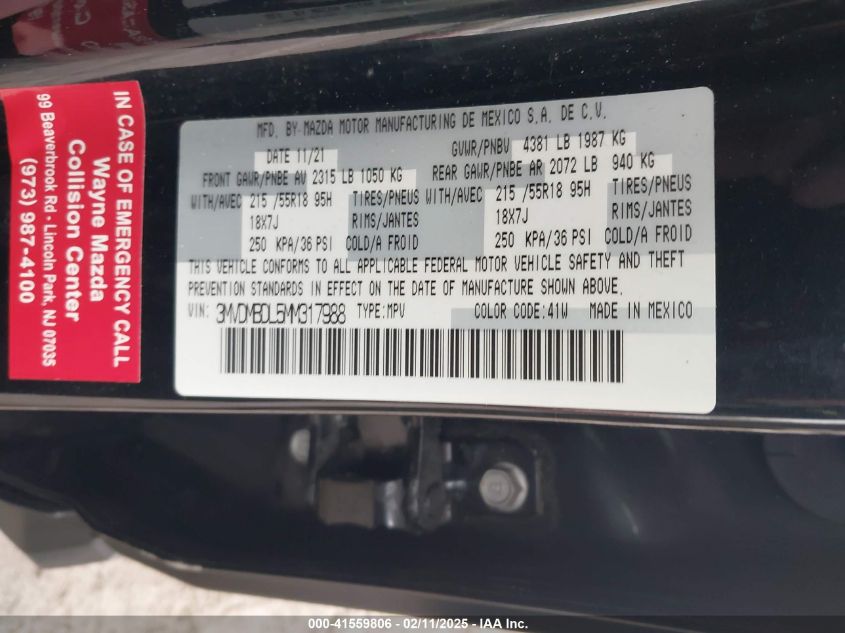 IN CASE OF EMERGENCY CALL
Wayne Mazda
Collision Center
99 Beaverbrook Rd - Lincoln Park, NJ 07035
(973) 987-4100
MFD. BY-MAZDA MOTOR MANUFACTURING DE MEXICO S.A. DE C.V.
DATE 11/21 GVWR/PNBV 4381 LB 1987 KG
FRONT GAWR/PNBE AV 2315 LB 1050 KG REAR GAWR/PNBE AR 2072 LB 940 KG
WITH/AVEC 215 /55R18 95H TIRES/PNEUS WITH/AVEC 215 /55R18 95H TIRES/PNEUS
18X7J RIMS/JANTES 18X7J RIMS/JANTES
250 KPA/36 PSI COLD/A FROID 250 KPA/36 PSI COLD/A FROID
THIS VEHICLE CONFORMS TO ALL APPLICABLE FEDERAL MOTOR VEHICLE SAFETY AND THEFT
PREVENTION STANDARDS IN EFFECT ON THE DATE OF MANUFACTURE SHOWN ABOVE.
VIN: 3MVDMBDL5MM317988 TYPE:MPV COLOR CODE:41W MADE IN MEXICO
000-41559806 - 02/11/2025 - IAA Inc.